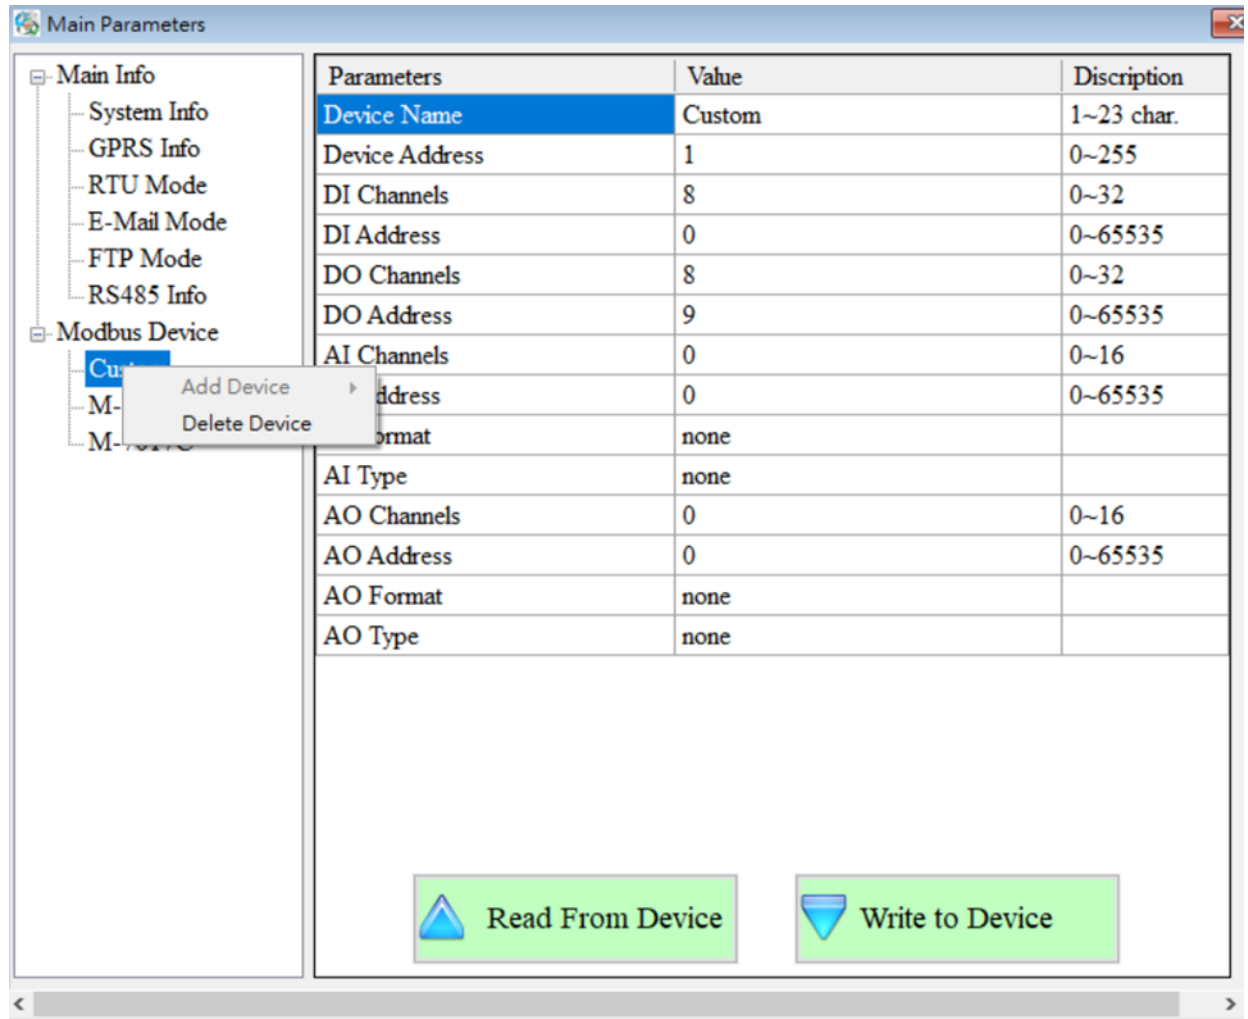 Main Parameters
Main Info
System Info
GPRS Info
RTU Mode
E-Mail Mode
FTP Mode
RS485 Info
Modbus Device
Add Device
Delete Device
Parameters Value Discription
Device Name Custom 1~23 char.
Device Address 1 0~255
DI Channels 8 0~32
DI Address 0 0~65535
DO Channels 8 0~32
DO Address 9 0~65535
AI Channels 0 0~16
ddress 0 0~65535
ormat none
AI Type none
AO Channels 0 0~16
AO Address 0 0~65535
AO Format none
AO Type none
Read From Device
Write to Device